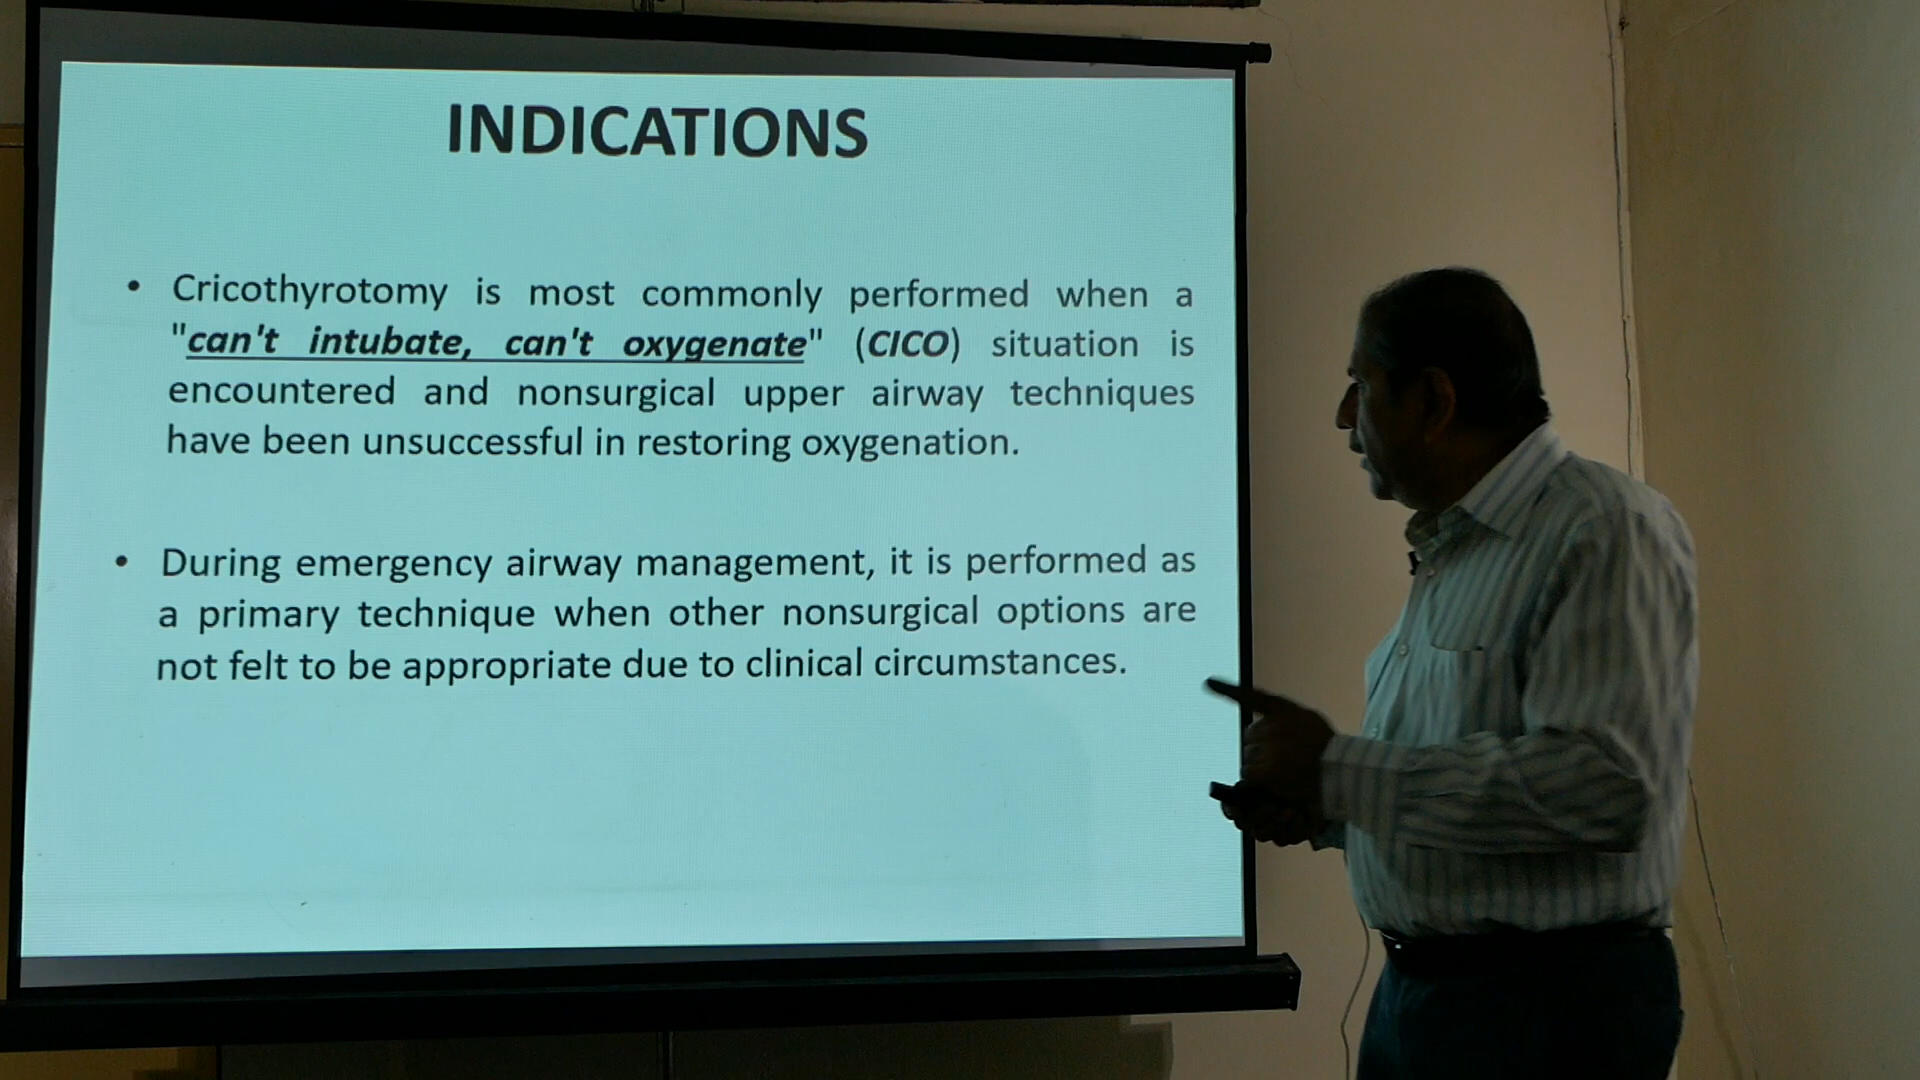 INDICATIONS
• Cricothyrotomy is most commonly performed when a
"can't intubate, can't oxygenate" (CICO) situation is
encountered and nonsurgical upper airway techniques
have been unsuccessful in restoring oxygenation.
• During emergency airway management, it is performed as
a primary technique when other nonsurgical options are
not felt to be appropriate due to clinical circumstances.